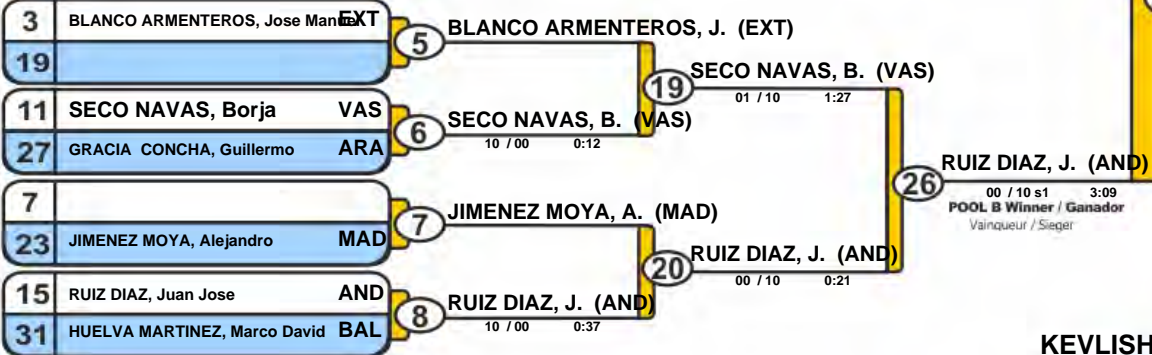 3 BLANCO ARMENTEROS, Jose Manuel EXT
19
5 BLANCO ARMENTEROS, J. (EXT)
11 SECO NAVAS, Borja VAS
27 GRACIA CONCHA, Guillermo ARA
6 SECO NAVAS, B. (VAS)
10 / 00 0:12
19 SECO NAVAS, B. (VAS)
01 / 10 1:27
7
23 JIMENEZ MOYA, Alejandro MAD
7 JIMENEZ MOYA, A. (MAD)
15 RUIZ DIAZ, Juan Jose AND
31 HUELVA MARTINEZ, Marco David BAL
8 RUIZ DIAZ, J. (AND)
10 / 00 0:37
20 RUIZ DIAZ, J. (AND)
00 / 10 0:21
26 RUIZ DIAZ, J. (AND)
00 / 10 s1 3:09
POOL B Winner / Ganador
Vainqueur / Sieger
KEVLISH